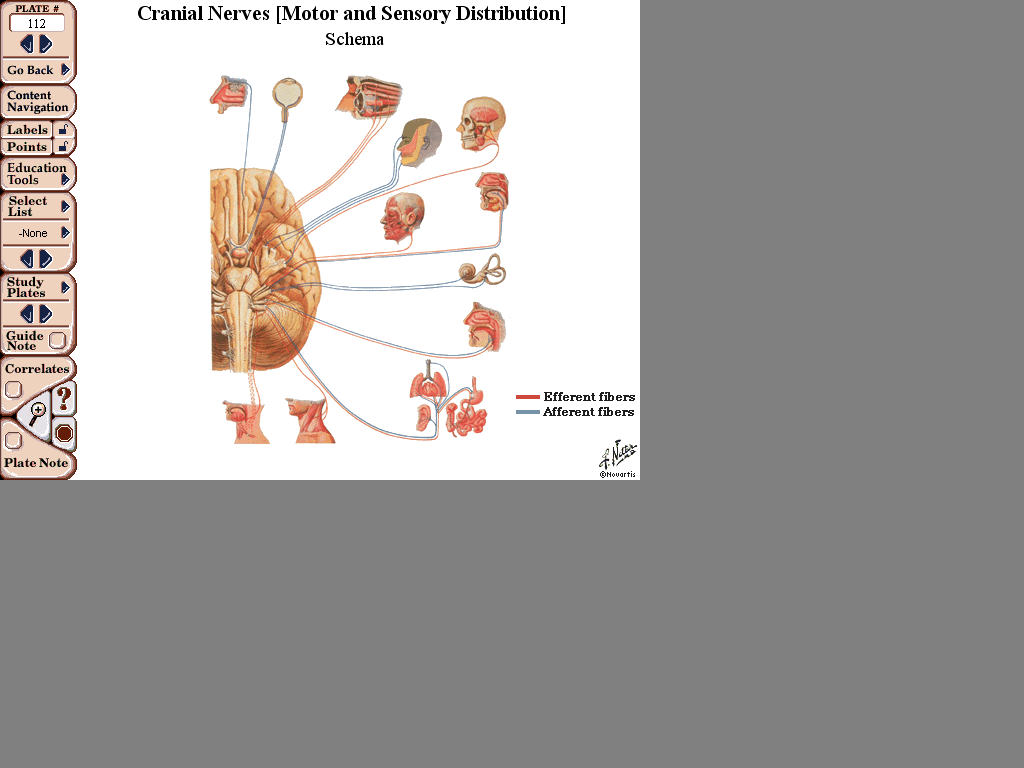 PLATE #
112
Go Back
Content
Navigation
Labels
Points
Education
Tools
Select
List
-None
Study
Plates
Guide
Note
Correlates
?
Plate Note
Cranial Nerves [Motor and Sensory Distribution]
Schema
Efferent fibers
Afferent fibers
F. Netter
©Novartis